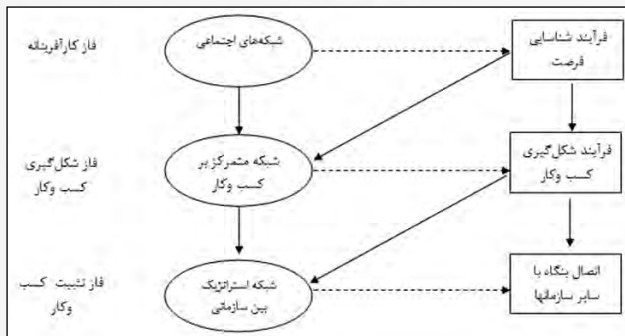 فاز کارآفرینانه
شبکه‌های اجتماعی
فرآیند شناسایی
فرصت
فاز شکل‌گیری
کسب وکار
شبکه متمرکز بر
کسب وکار
فرآیند شکل‌گیری
کسب وکار
فاز تثبیت کسب
وکار
شبکه استراتژیک
بین سازمانی
اتصال بنگاه با
سایر سازمانها